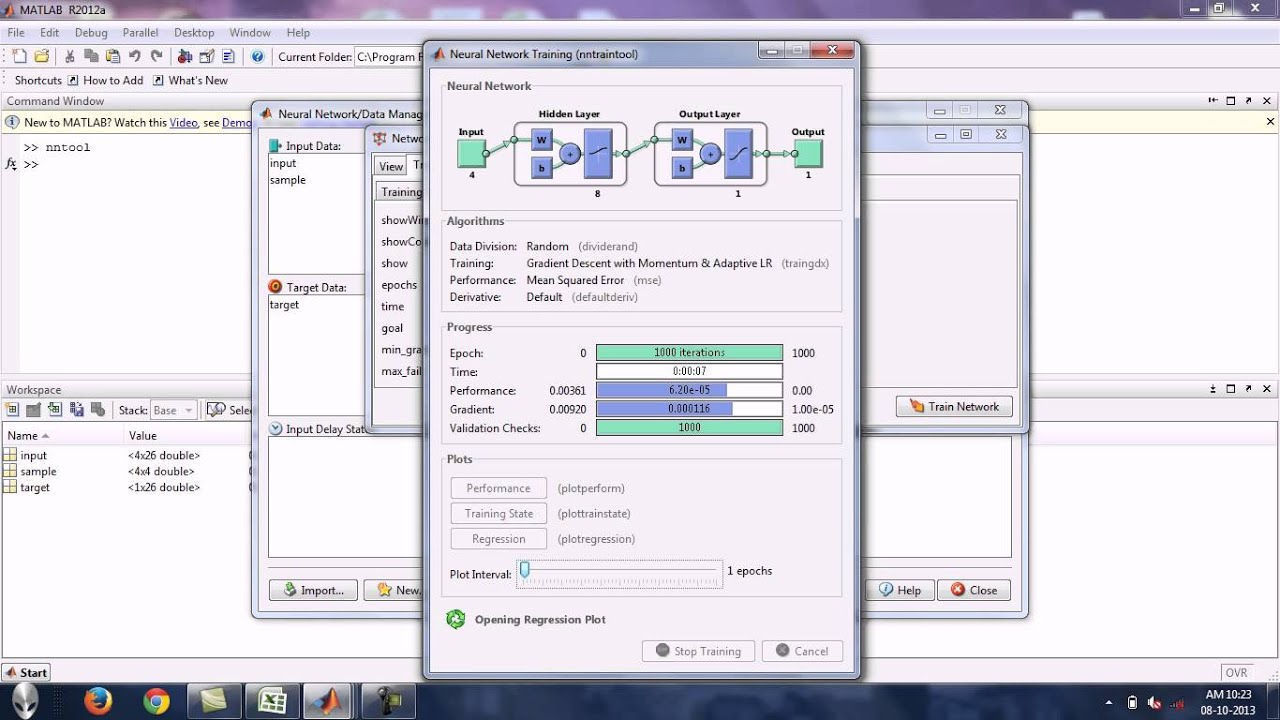 MATLAB R2012a
File Edit Debug Parallel Desktop Window Help
Current Folder: C:\Program F
Shortcuts How to Add What's New
Command Window
New to MATLAB? Watch this Video, see Demo
>> nntool
fx >>
Workspace
Stack: Base Selec
Name Value
input <4x26 double>
sample <4x4 double>
target <1x26 double>
Start
OVR
Neural Network/Data Manag
Input Data:
input
sample
Target Data:
target
Input Delay Stat
Import...
New.
Help
Close
Netwo
View Tr
Training
showWi
showCo
show
epochs
time
goal
min_gra
max_fail
Train Network
Neural Network Training (nntraintool)
Neural Network
Hidden Layer Output Layer
Input Output
W W
+ +
b b
4 8 1 1
Algorithms
Data Division: Random (dividerand)
Training: Gradient Descent with Momentum & Adaptive LR (traingdx)
Performance: Mean Squared Error (mse)
Derivative: Default (defaultderiv)
Progress
Epoch: 0 1000 iterations 1000
Time: 0:00:07
Performance: 0.00361 6.20e-05 0.00
Gradient: 0.00920 0.000116 1.00e-05
Validation Checks: 0 1000 1000
Plots
Performance (plotperform)
Training State (plottrainstate)
Regression (plotregression)
Plot Interval: 1 epochs
Opening Regression Plot
Stop Training Cancel
AM 10:23
08-10-2013